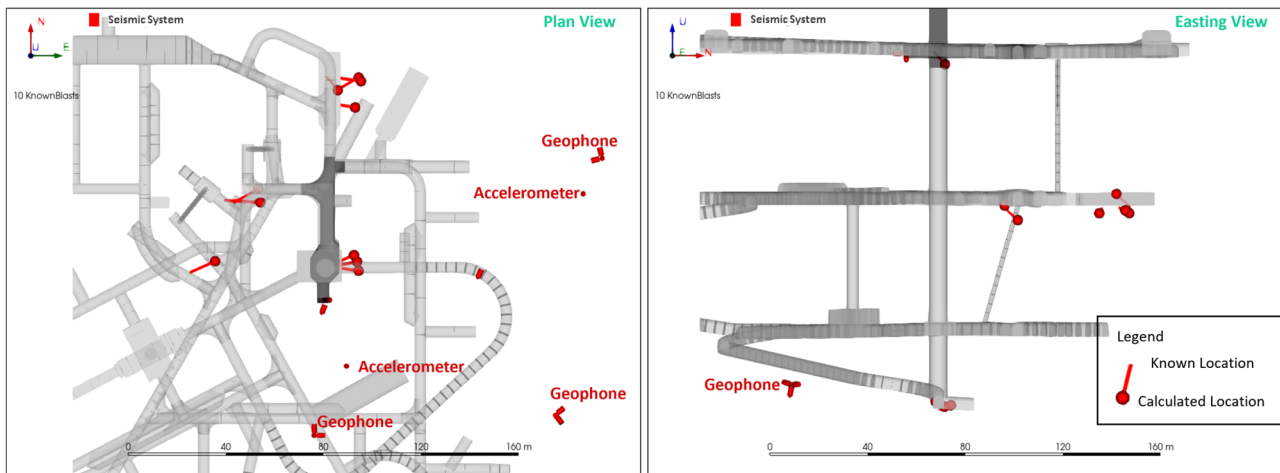 N
U
E
Seismic System
Plan View
10 KnownBlasts
Geophone
Accelerometer
Accelerometer
Geophone
Geophone
0 40 80 120 160 m
U
E
N
Seismic System
Easting View
10 KnownBlasts
Geophone
0 40 80 120 160 m
Legend
Known Location
Calculated Location